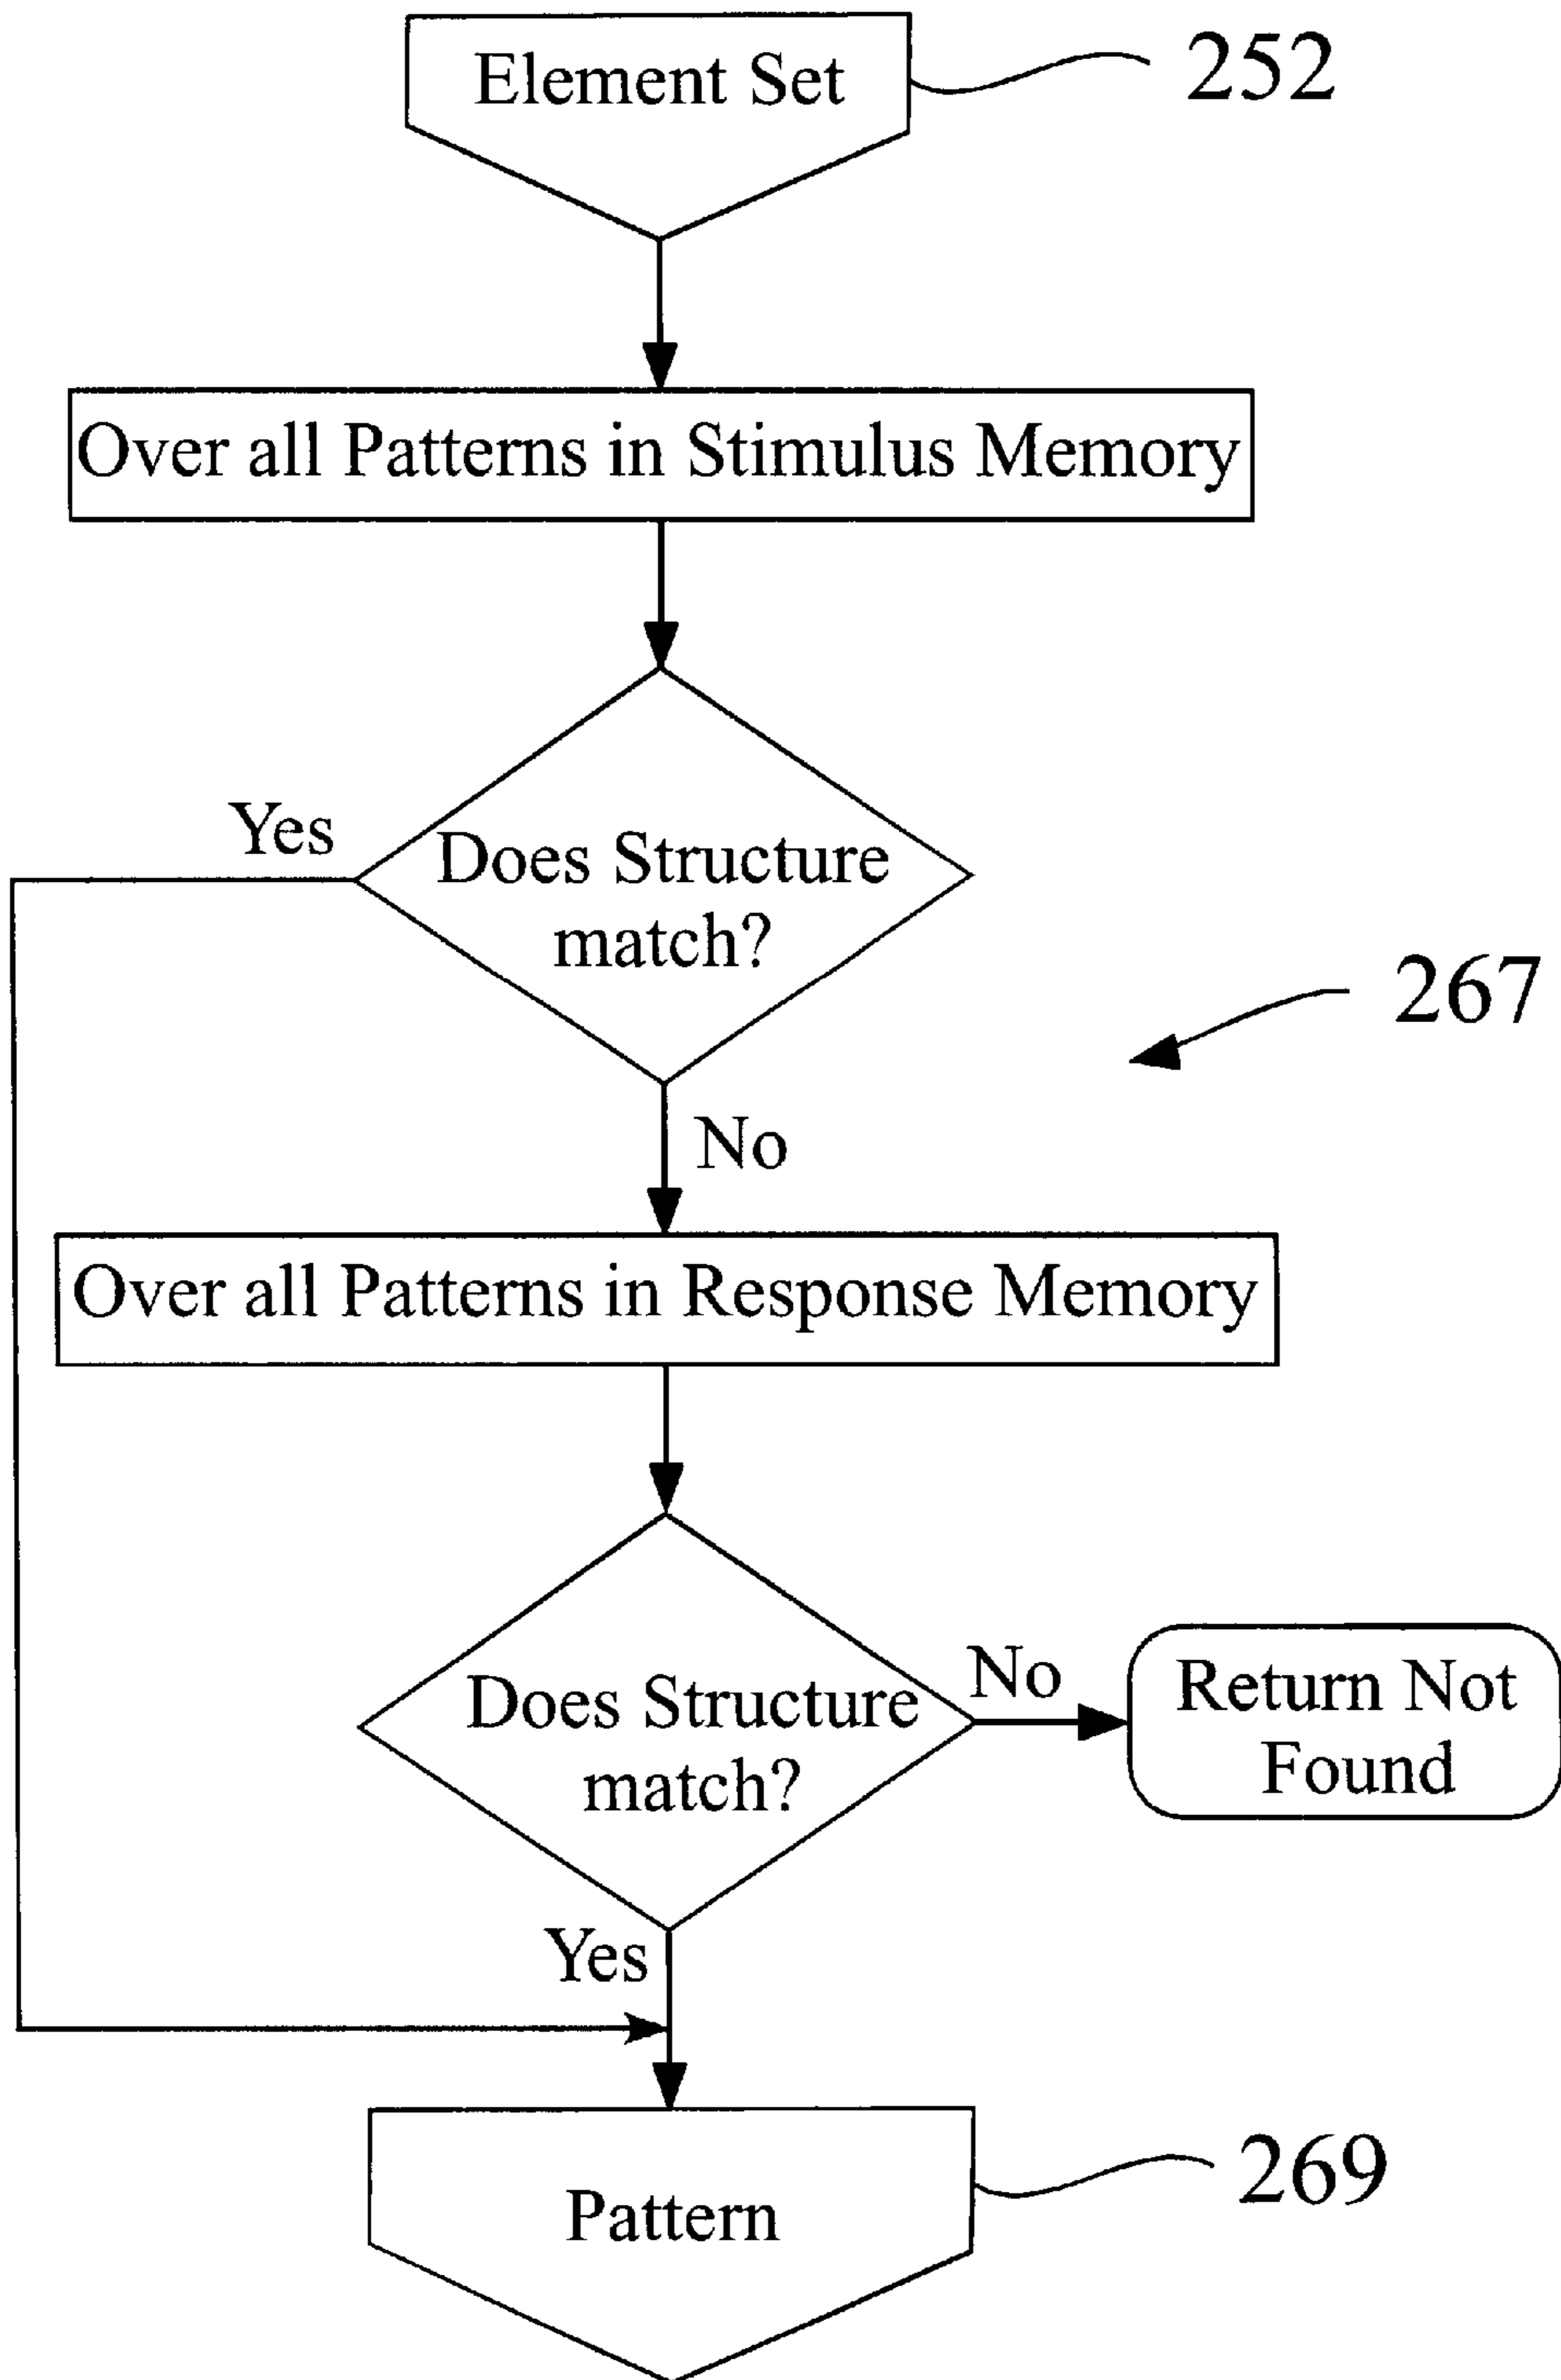 Element Set
252
Over all Patterns in Stimulus Memory
Yes
Does Structure
match?
267
No
Over all Patterns in Response Memory
Does Structure
match?
No
Return Not
Found
Yes
Pattern
269